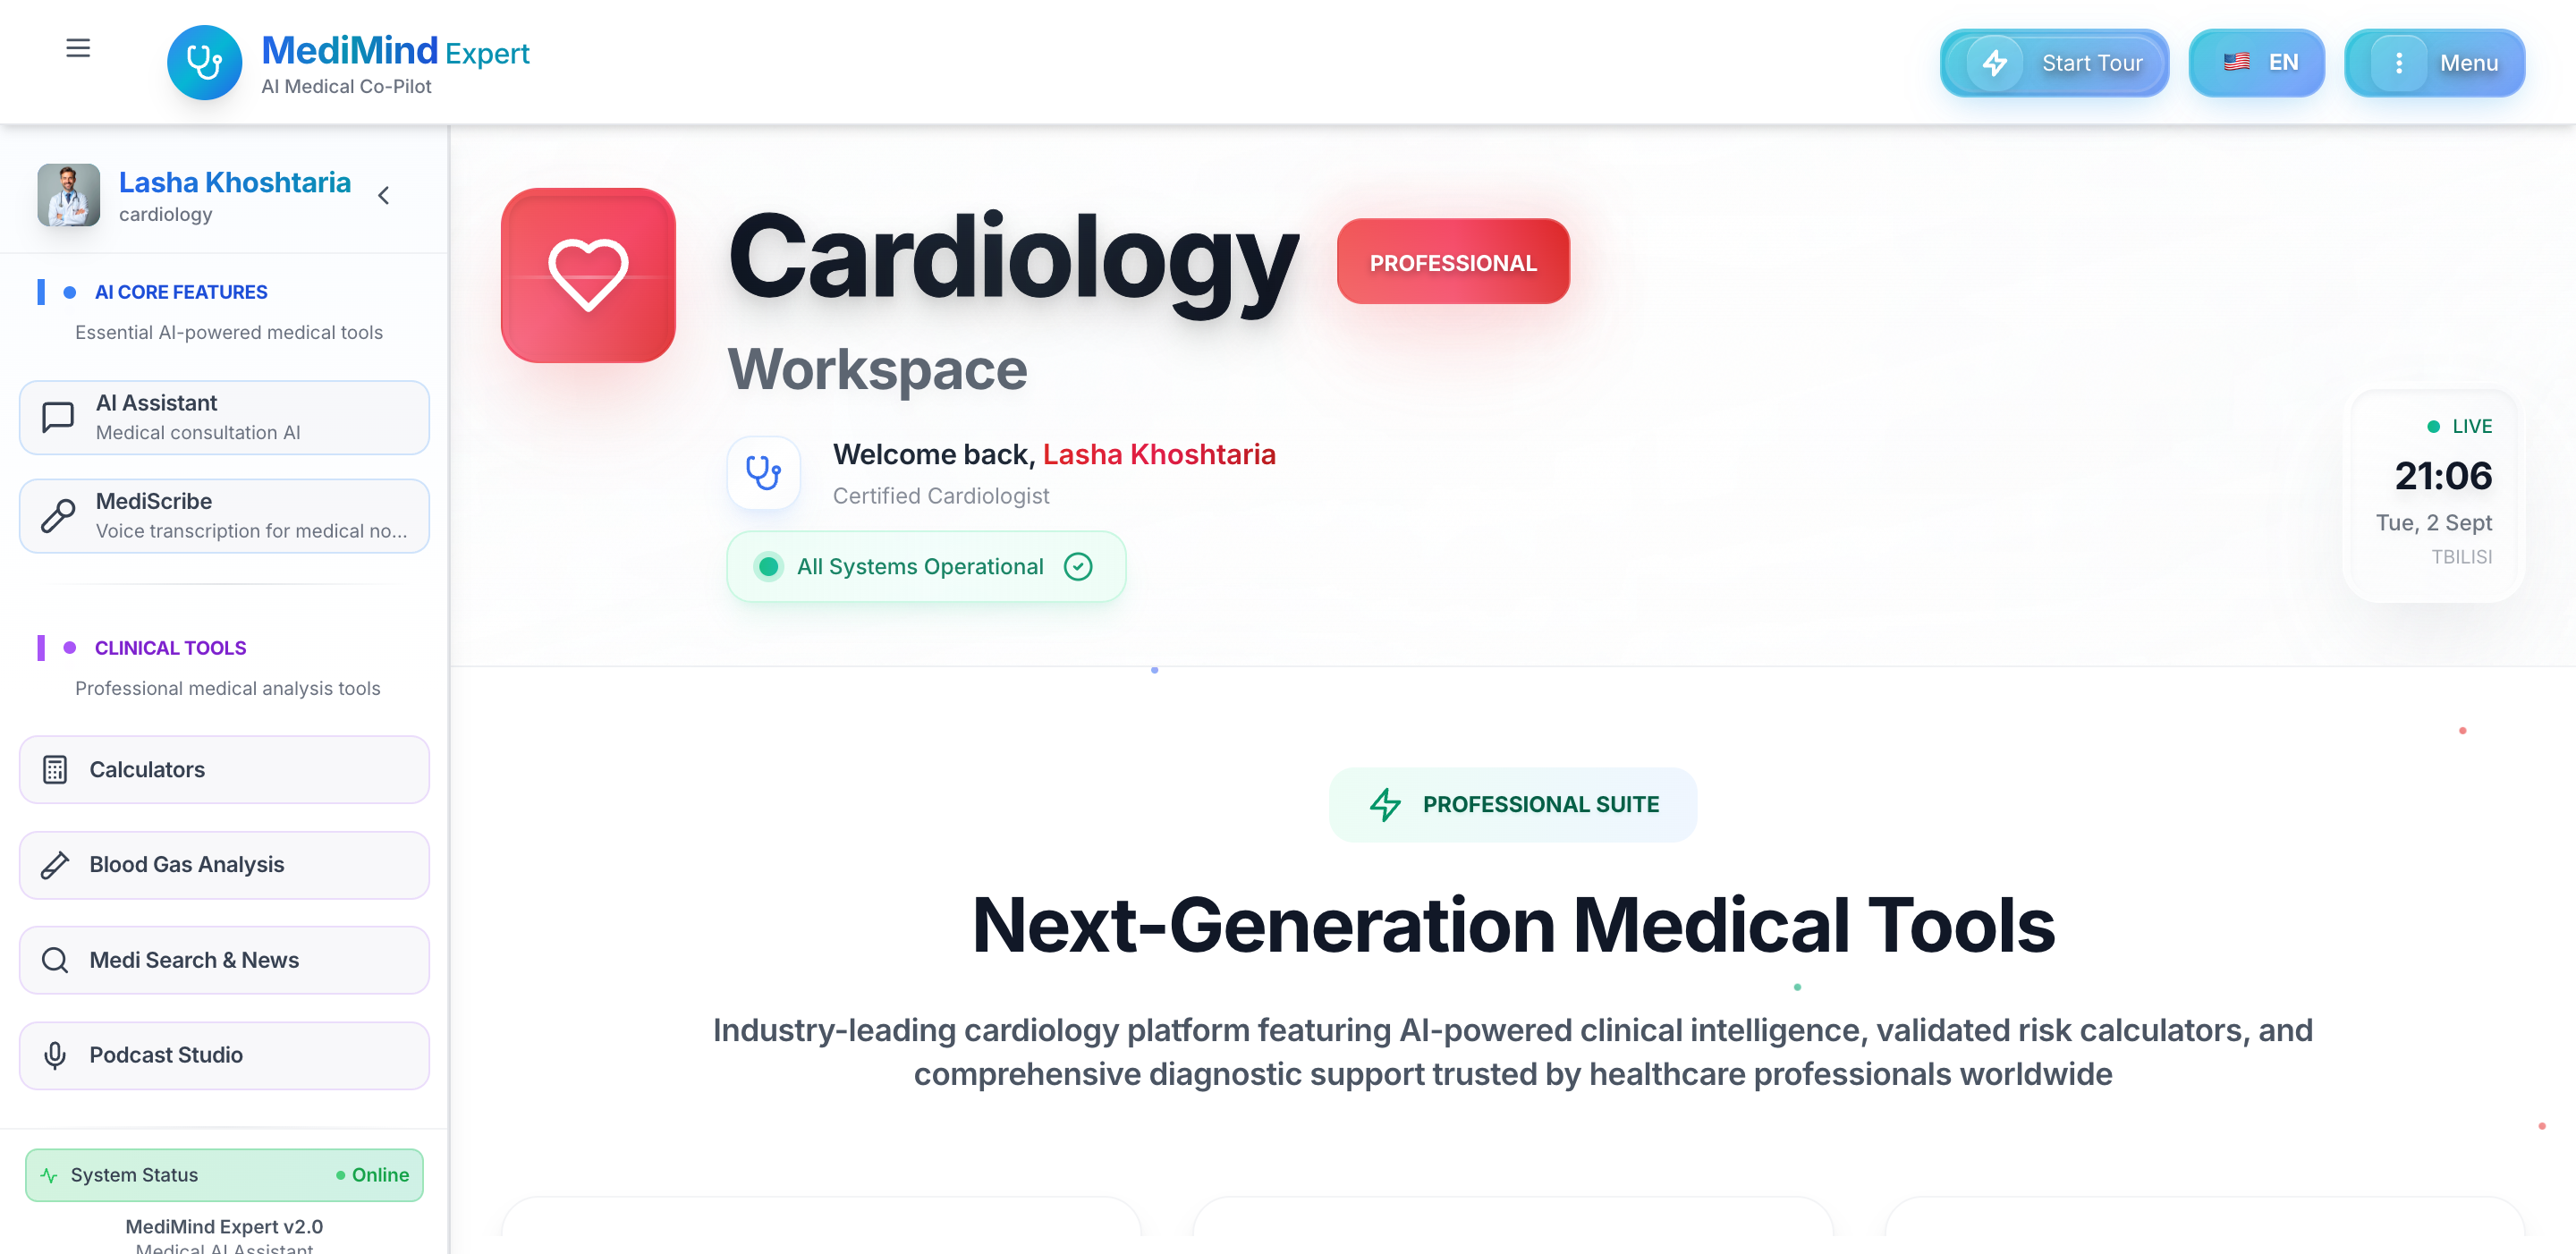 MediMind Expert
AI Medical Co-Pilot
Start Tour
EN
Menu
Lasha Khoshtaria
cardiology
AI CORE FEATURES
Essential AI-powered medical tools
AI Assistant
Medical consultation AI
MediScribe
Voice transcription for medical no...
CLINICAL TOOLS
Professional medical analysis tools
Calculators
Blood Gas Analysis
Medi Search & News
Podcast Studio
System Status
Online
MediMind Expert v2.0
Medical AI Assistant
Cardiology
PROFESSIONAL
Workspace
Welcome back, Lasha Khoshtaria
Certified Cardiologist
All Systems Operational
LIVE
21:06
Tue, 2 Sept
TBILISI
PROFESSIONAL SUITE
Next-Generation Medical Tools
Industry-leading cardiology platform featuring AI-powered clinical intelligence, validated risk calculators, and
comprehensive diagnostic support trusted by healthcare professionals worldwide